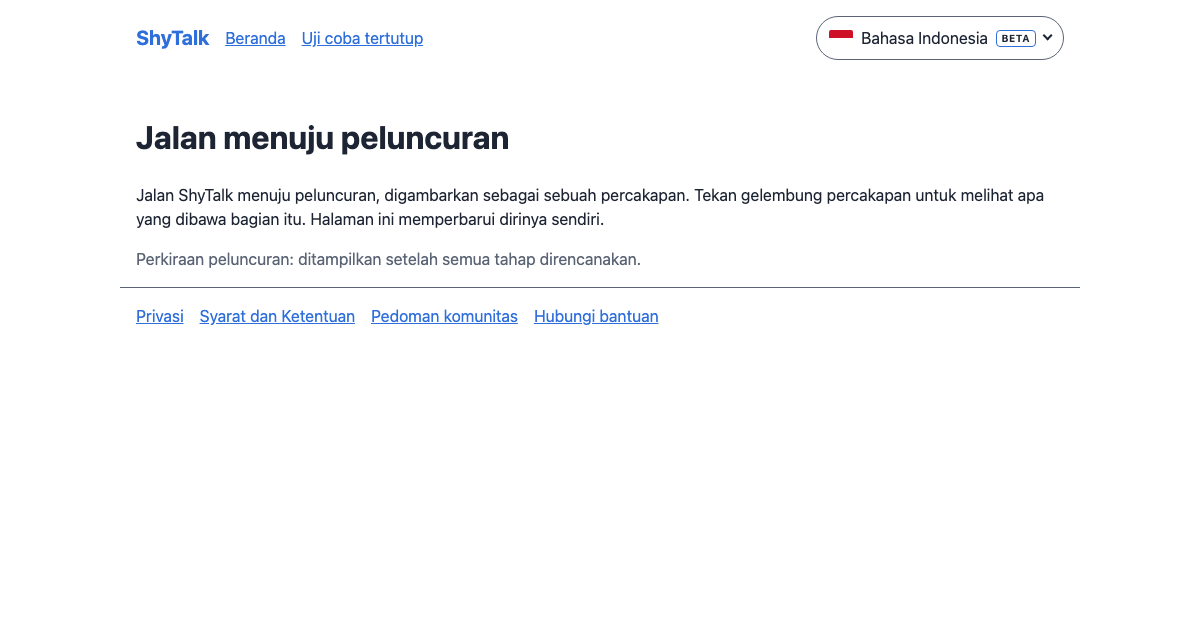 ShyTalk Beranda Uji coba tertutup Bahasa Indonesia BETA
Jalan menuju peluncuran
Jalan ShyTalk menuju peluncuran, digambarkan sebagai sebuah percakapan. Tekan gelembung percakapan untuk melihat apa
yang dibawa bagian itu. Halaman ini memperbarui dirinya sendiri.
Perkiraan peluncuran: ditampilkan setelah semua tahap direncanakan.
Privasi Syarat dan Ketentuan Pedoman komunitas Hubungi bantuan